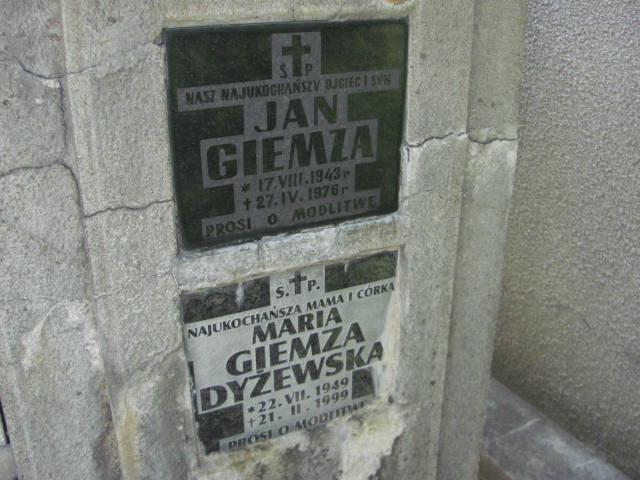 Ś P
NASZ NAJUKOCHAŃSZY OJCIEC I SYN
JAN
GIEMZA
* 17.VIII.1943 r
† 27.IV.1976 r
PROSI O MODLITWĘ
Ś.†P.
NAJUKOCHAŃSZA MAMA I CÓRKA
MARIA
GIEMZA
DYŻEWSKA
* 22. VII. 1949
† 21. II. 1999
PROSI O MODLITWĘ